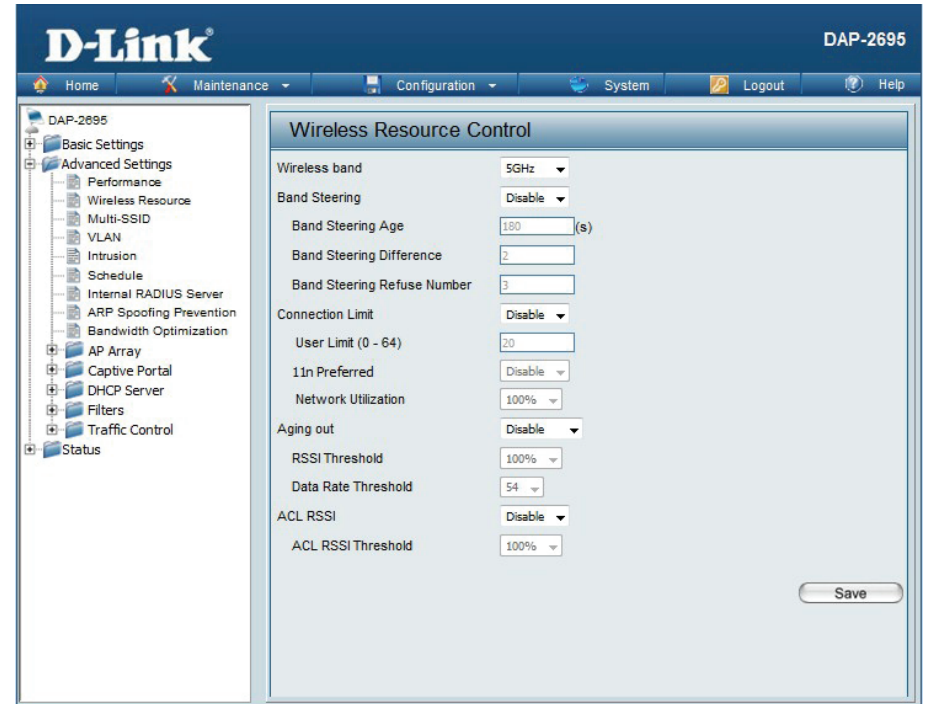 D-Link®
DAP-2695
Home Maintenance Configuration System Logout Help
DAP-2695
Basic Settings
Advanced Settings
Performance
Wireless Resource
Multi-SSID
VLAN
Intrusion
Schedule
Internal RADIUS Server
ARP Spoofing Prevention
Bandwidth Optimization
AP Array
Captive Portal
DHCP Server
Filters
Traffic Control
Status
Wireless Resource Control
Wireless band 5GHz
Band Steering Disable
Band Steering Age 180 (s)
Band Steering Difference 2
Band Steering Refuse Number 3
Connection Limit Disable
User Limit (0 - 64) 20
11n Preferred Disable
Network Utilization 100%
Aging out Disable
RSSI Threshold 100%
Data Rate Threshold 54
ACL RSSI Disable
ACL RSSI Threshold 100%
Save